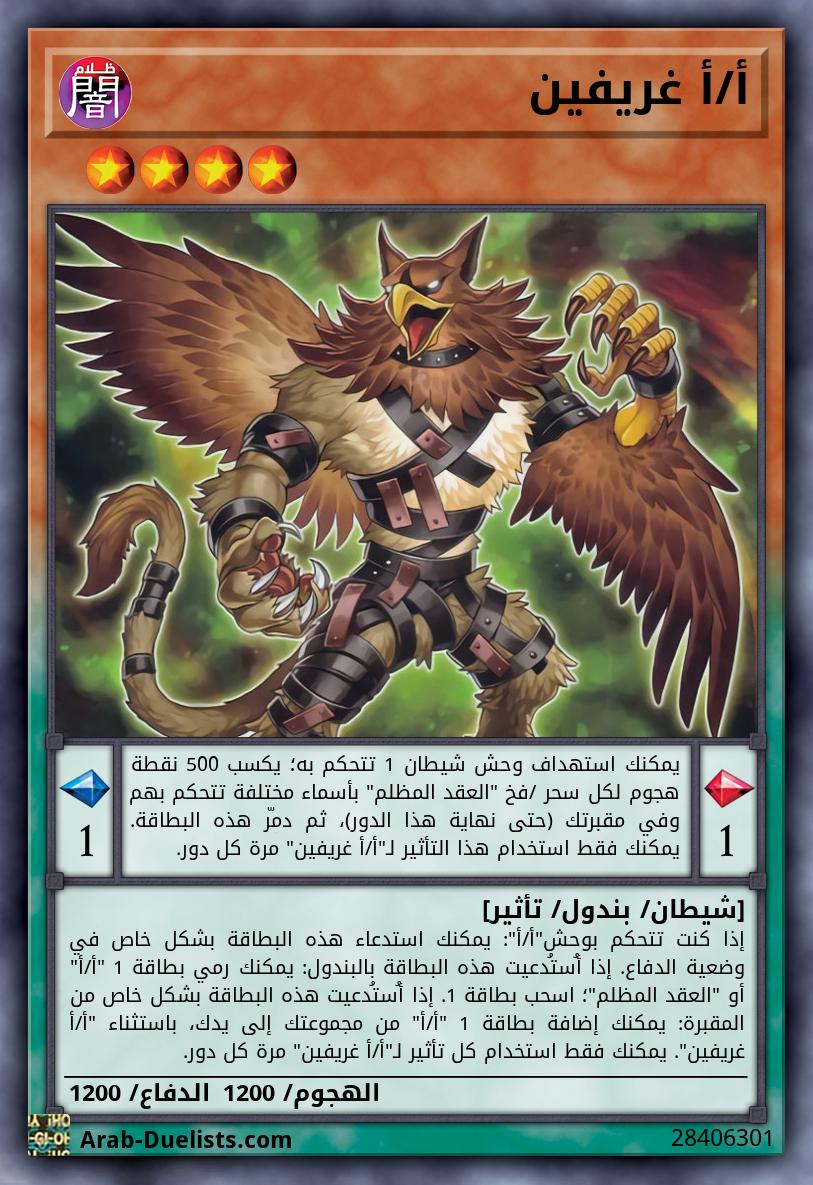 أ/أ غريفين
ظلام
闇
يمكنك استهداف وحش شيطان 1 تتحكم به؛ يكسب 500 نقطة
هجوم لكل سحر /فخ "العقد المظلم" بأسماء مختلفة تتحكم بهم
وفي مقبرتك (حتى نهاية هذا الدور)، ثم دمّر هذه البطاقة.
يمكنك فقط استخدام هذا التأثير لـ"أ/أ غريفين" مرة كل دور.
1
1
[شيطان/ بندول/ تأثير]
إذا كنت تتحكم بوحش"أ/أ": يمكنك استدعاء هذه البطاقة بشكل خاص في
وضعية الدفاع. إذا أستُدعيت هذه البطاقة بالبندول: يمكنك رمي بطاقة 1 "أ/أ"
أو "العقد المظلم"؛ اسحب بطاقة 1. إذا أستُدعيت هذه البطاقة بشكل خاص من
المقبرة: يمكنك إضافة بطاقة 1 "أ/أ" من مجموعتك إلى يدك، باستثناء "أ/أ
غريفين". يمكنك فقط استخدام كل تأثير لـ"أ/أ غريفين" مرة كل دور.
الهجوم/ 1200 الدفاع/ 1200
Arab-Duelists.com
28406301